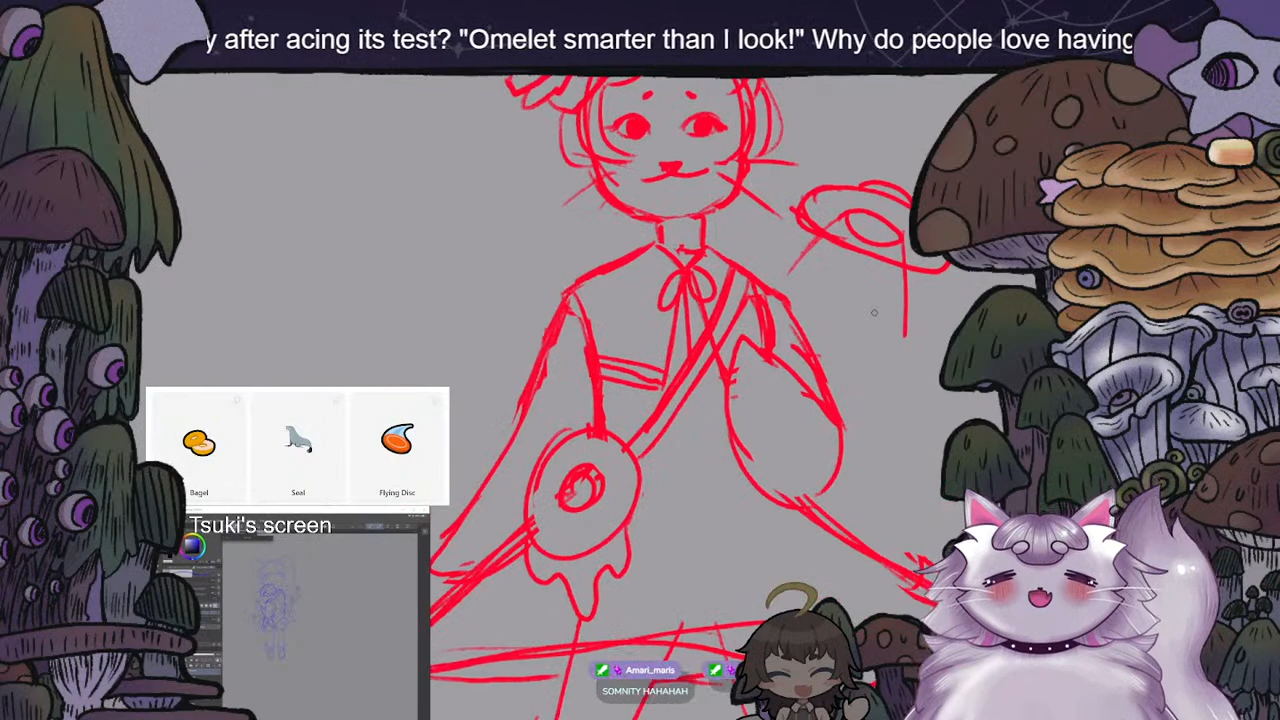 y after acing its test? "Omelet smarter than I look!" Why do people love having
Bagel Seal Flying Disc
Tsuki's screen
Amari_maris
SOMNITY HAHAHAH